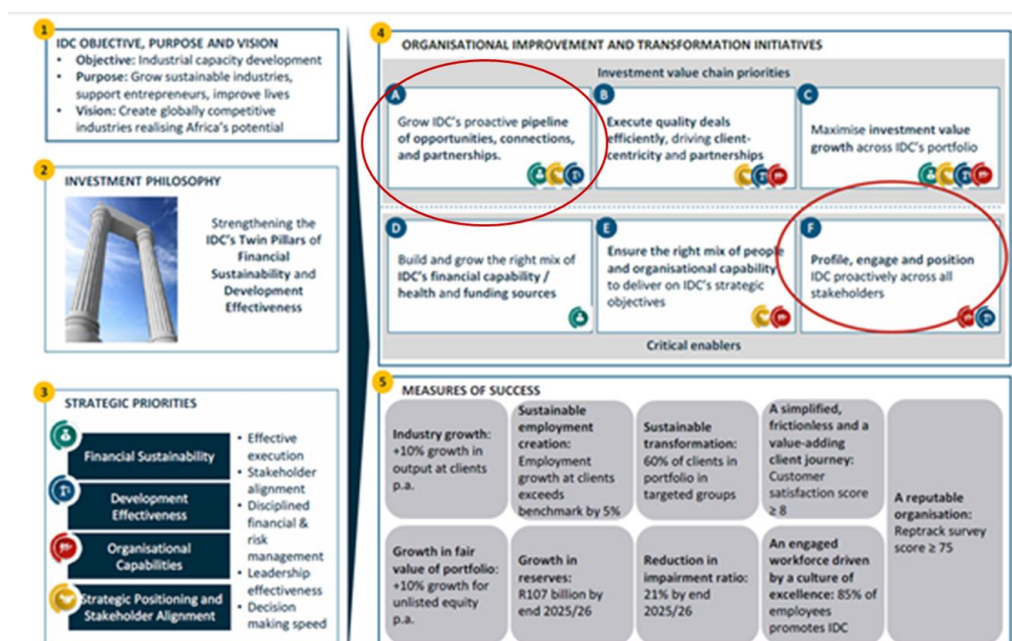 1
IDC OBJECTIVE, PURPOSE AND VISION
• Objective: Industrial capacity development
• Purpose: Grow sustainable industries,
support entrepreneurs, improve lives
• Vision: Create globally competitive
industries realising Africa's potential
2
INVESTMENT PHILOSOPHY
Strengthening the
IDC's Twin Pillars of
Financial
Sustainability and
Development
Effectiveness
3
STRATEGIC PRIORITIES
Financial Sustainability
Development
Effectiveness
Organisational
Capabilities
Strategic Positioning and
Stakeholder Alignment
• Effective
execution
• Stakeholder
alignment
• Disciplined
financial &
risk
management
• Leadership
effectiveness
• Decision
making speed
4
ORGANISATIONAL IMPROVEMENT AND TRANSFORMATION INITIATIVES
Investment value chain priorities
A
Grow IDC's proactive pipeline
of opportunities, connections,
and partnerships.
B
Execute quality deals
efficiently, driving client-
centricity and partnerships
C
Maximise investment value
growth across IDC's portfolio
D
Build and grow the right mix of
IDC's financial capability /
health and funding sources
E
Ensure the right mix of people
and organisational capability
to deliver on IDC's strategic
objectives
F
Profile, engage and position
IDC proactively across all
stakeholders
Critical enablers
5
MEASURES OF SUCCESS
Industry growth:
+10% growth in
output at clients
p.a.
Sustainable
employment
creation:
Employment
growth at clients
exceeds
benchmark by 5%
Sustainable
transformation:
60% of clients in
portfolio in
targeted groups
A simplified,
frictionless and a
value-adding
client journey:
Customer
satisfaction score
≥ 8
A reputable
organisation:
Reptrack survey
score ≥ 75
Growth in fair
value of portfolio:
+10% growth for
unlisted equity
p.a.
Growth in
reserves:
R107 billion by
end 2025/26
Reduction in
impairment ratio:
21% by end
2025/26
An engaged
workforce driven
by a culture of
excellence: 85% of
employees
promotes IDC